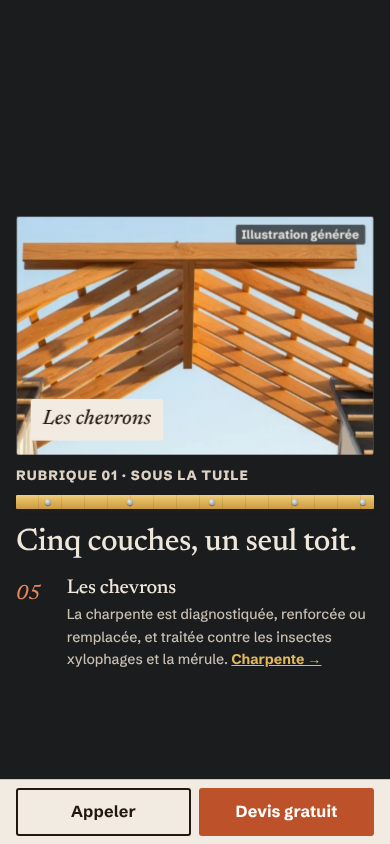 Illustration générée
Les chevrons
RUBRIQUE 01 · SOUS LA TUILE
Cinq couches, un seul toit.
05
Les chevrons
La charpente est diagnostiquée, renforcée ou
remplacée, et traitée contre les insectes
xylophages et la mérule. Charpente →
Appeler
Devis gratuit